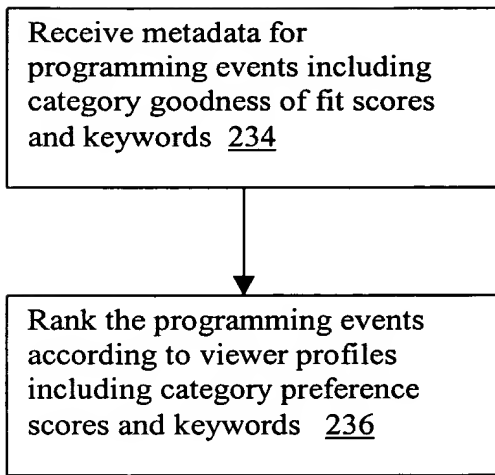 Receive metadata for
programming events including
category goodness of fit scores
and keywords 234
Rank the programming events
according to viewer profiles
including category preference
scores and keywords 236